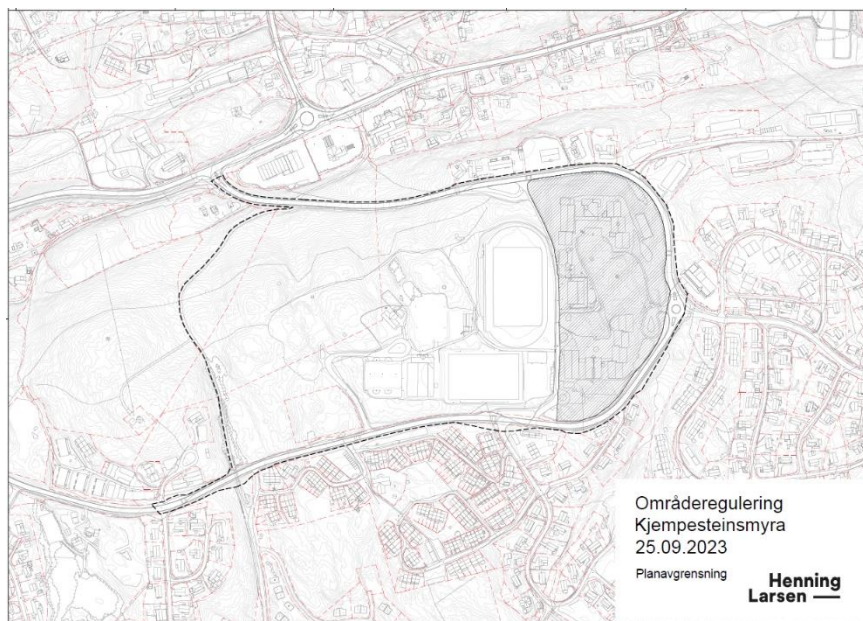 Områderegulering
Kjempesteinsmyra
25.09.2023
Planavgrensning
Henning
Larsen —